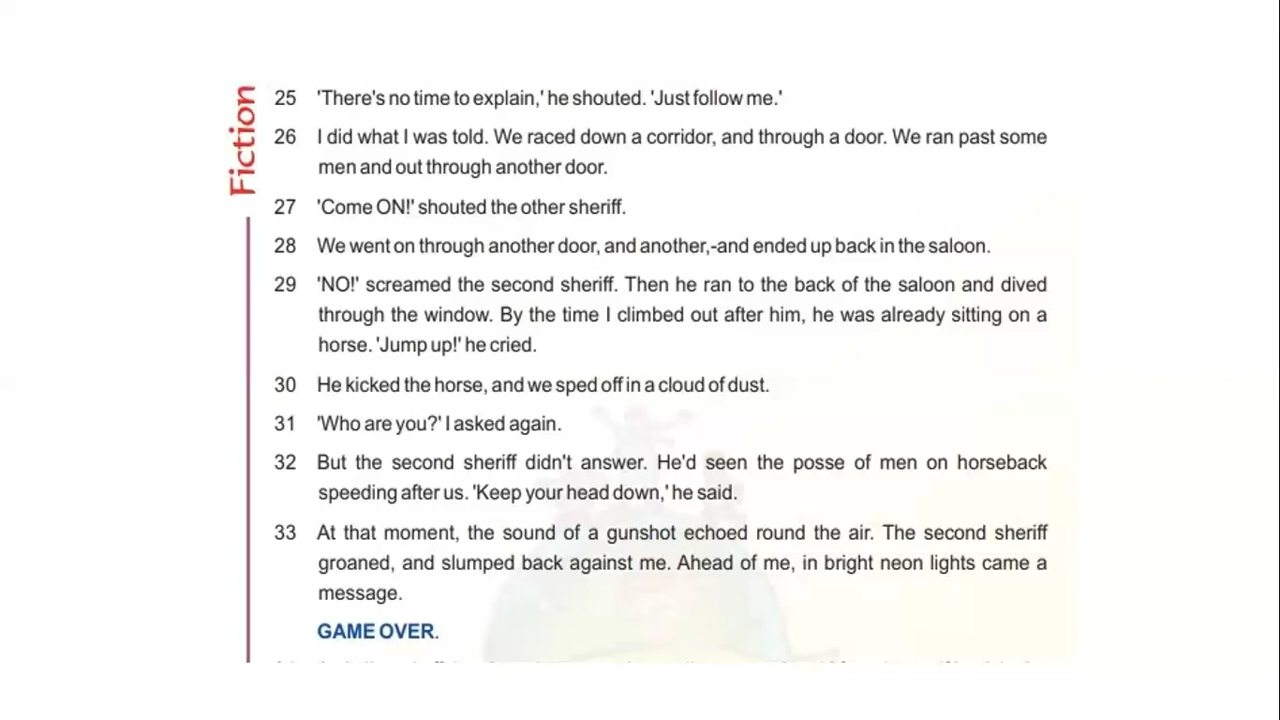 Fiction
25 'There's no time to explain,' he shouted. 'Just follow me.'
26 I did what I was told. We raced down a corridor, and through a door. We ran past some
men and out through another door.
27 'Come ON!' shouted the other sheriff.
28 We went on through another door, and another,-and ended up back in the saloon.
29 'NO!' screamed the second sheriff. Then he ran to the back of the saloon and dived
through the window. By the time I climbed out after him, he was already sitting on a
horse. 'Jump up!' he cried.
30 He kicked the horse, and we sped off in a cloud of dust.
31 'Who are you?' I asked again.
32 But the second sheriff didn't answer. He'd seen the posse of men on horseback
speeding after us. 'Keep your head down,' he said.
33 At that moment, the sound of a gunshot echoed round the air. The second sheriff
groaned, and slumped back against me. Ahead of me, in bright neon lights came a
message.
GAME OVER.